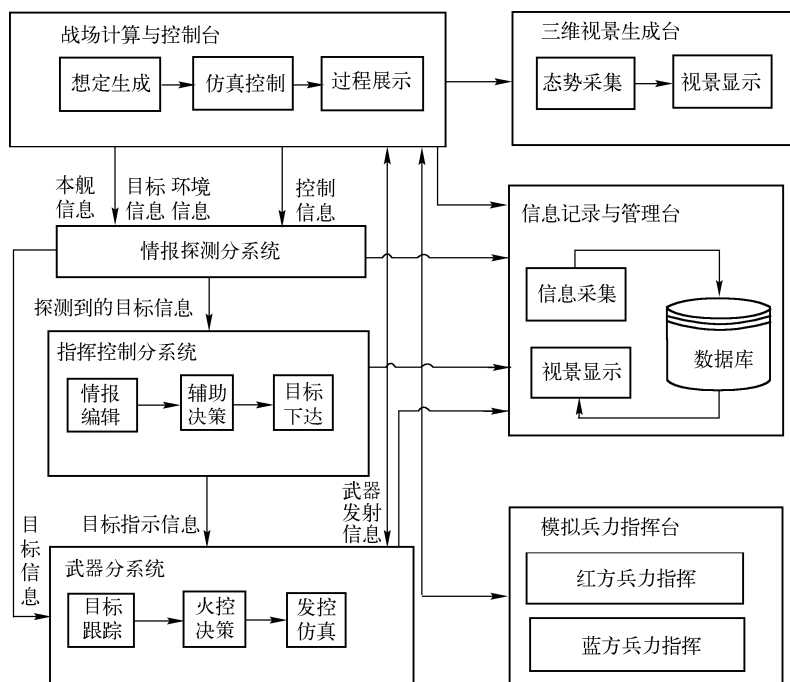 战场计算与控制台
想定生成
仿真控制
过程展示
三维视景生成台
态势采集
视景显示
本舰
信息
目标 环境
信息 信息
控制
信息
情报探测分系统
信息记录与管理台
信息采集
数据库
视景显示
探测到的目标信息
指挥控制分系统
情报
编辑
辅助
决策
目标
下达
目标指示信息
武器
发射
信息
目
标
信
息
武器分系统
目标
跟踪
火控
决策
发控
仿真
模拟兵力指挥台
红方兵力指挥
蓝方兵力指挥